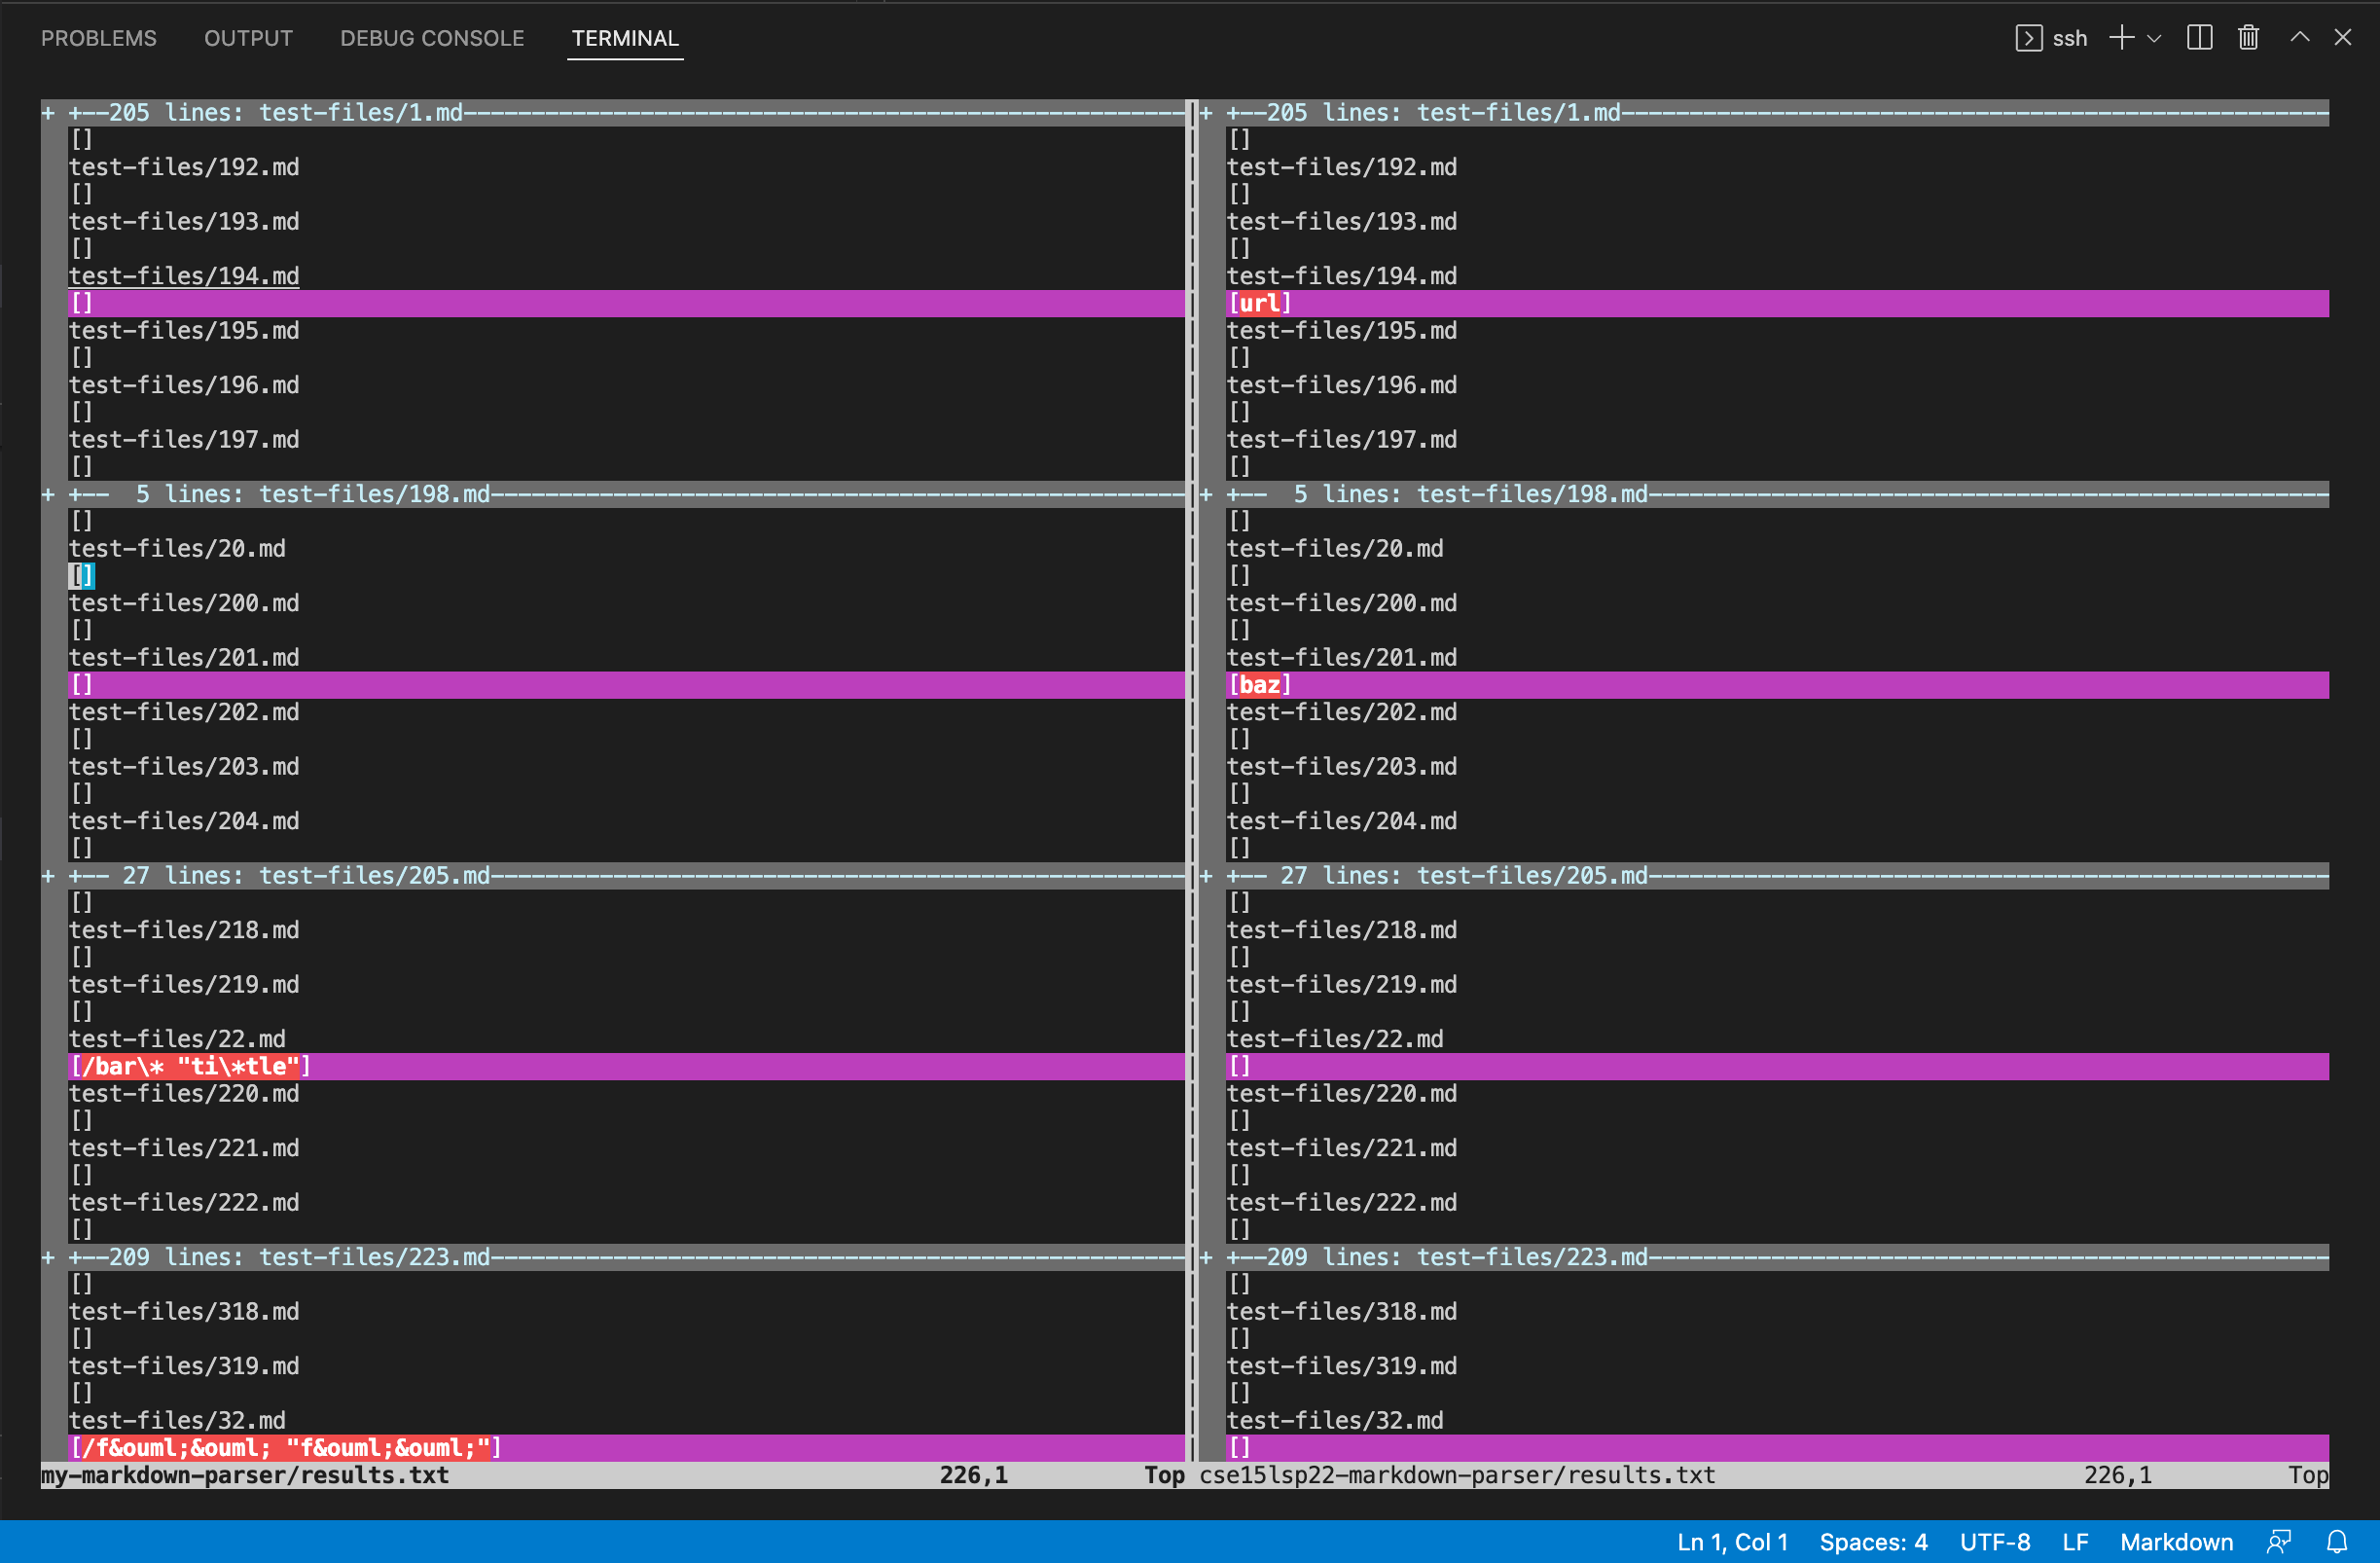 PROBLEMS OUTPUT DEBUG CONSOLE TERMINAL ssh
+ +--205 lines: test-files/1.md
[]
test-files/192.md
[]
test-files/193.md
[]
test-files/194.md
[]
test-files/195.md
[]
test-files/196.md
[]
test-files/197.md
[]
+ +-- 5 lines: test-files/198.md
[]
test-files/20.md
[]
test-files/200.md
[]
test-files/201.md
[]
test-files/202.md
[]
test-files/203.md
[]
test-files/204.md
[]
+ +-- 27 lines: test-files/205.md
[]
test-files/218.md
[]
test-files/219.md
[]
test-files/22.md
[/bar\* "ti\*tle"]
test-files/220.md
[]
test-files/221.md
[]
test-files/222.md
[]
+ +--209 lines: test-files/223.md
[]
test-files/318.md
[]
test-files/319.md
[]
test-files/32.md
[/f&ouml;&ouml; "f&ouml;&ouml;"]
my-markdown-parser/results.txt 226,1 Top
+ +--205 lines: test-files/1.md
[]
test-files/192.md
[]
test-files/193.md
[]
test-files/194.md
[url]
test-files/195.md
[]
test-files/196.md
[]
test-files/197.md
[]
+ +-- 5 lines: test-files/198.md
[]
test-files/20.md
[]
test-files/200.md
[]
test-files/201.md
[baz]
test-files/202.md
[]
test-files/203.md
[]
test-files/204.md
[]
+ +-- 27 lines: test-files/205.md
[]
test-files/218.md
[]
test-files/219.md
[]
test-files/22.md
[]
test-files/220.md
[]
test-files/221.md
[]
test-files/222.md
[]
+ +--209 lines: test-files/223.md
[]
test-files/318.md
[]
test-files/319.md
[]
test-files/32.md
[]
cse15lsp22-markdown-parser/results.txt 226,1 Top
Ln 1, Col 1 Spaces: 4 UTF-8 LF Markdown